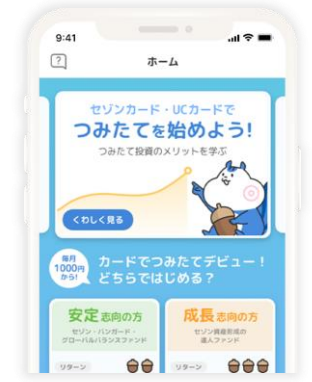 9:41
?
ホーム
セゾンカード・UCカードで
つみたてを始めよう!
つみたて投資のメリットを学ぶ
くわしく見る
毎月
1000円
から!
カードでつみたてデビュー!
どちらではじめる?
安定志向の方
セゾン・バンガード・
グローバルバランスファンド
リターン
成長志向の方
セゾン資産形成の
達人ファンド
リターン